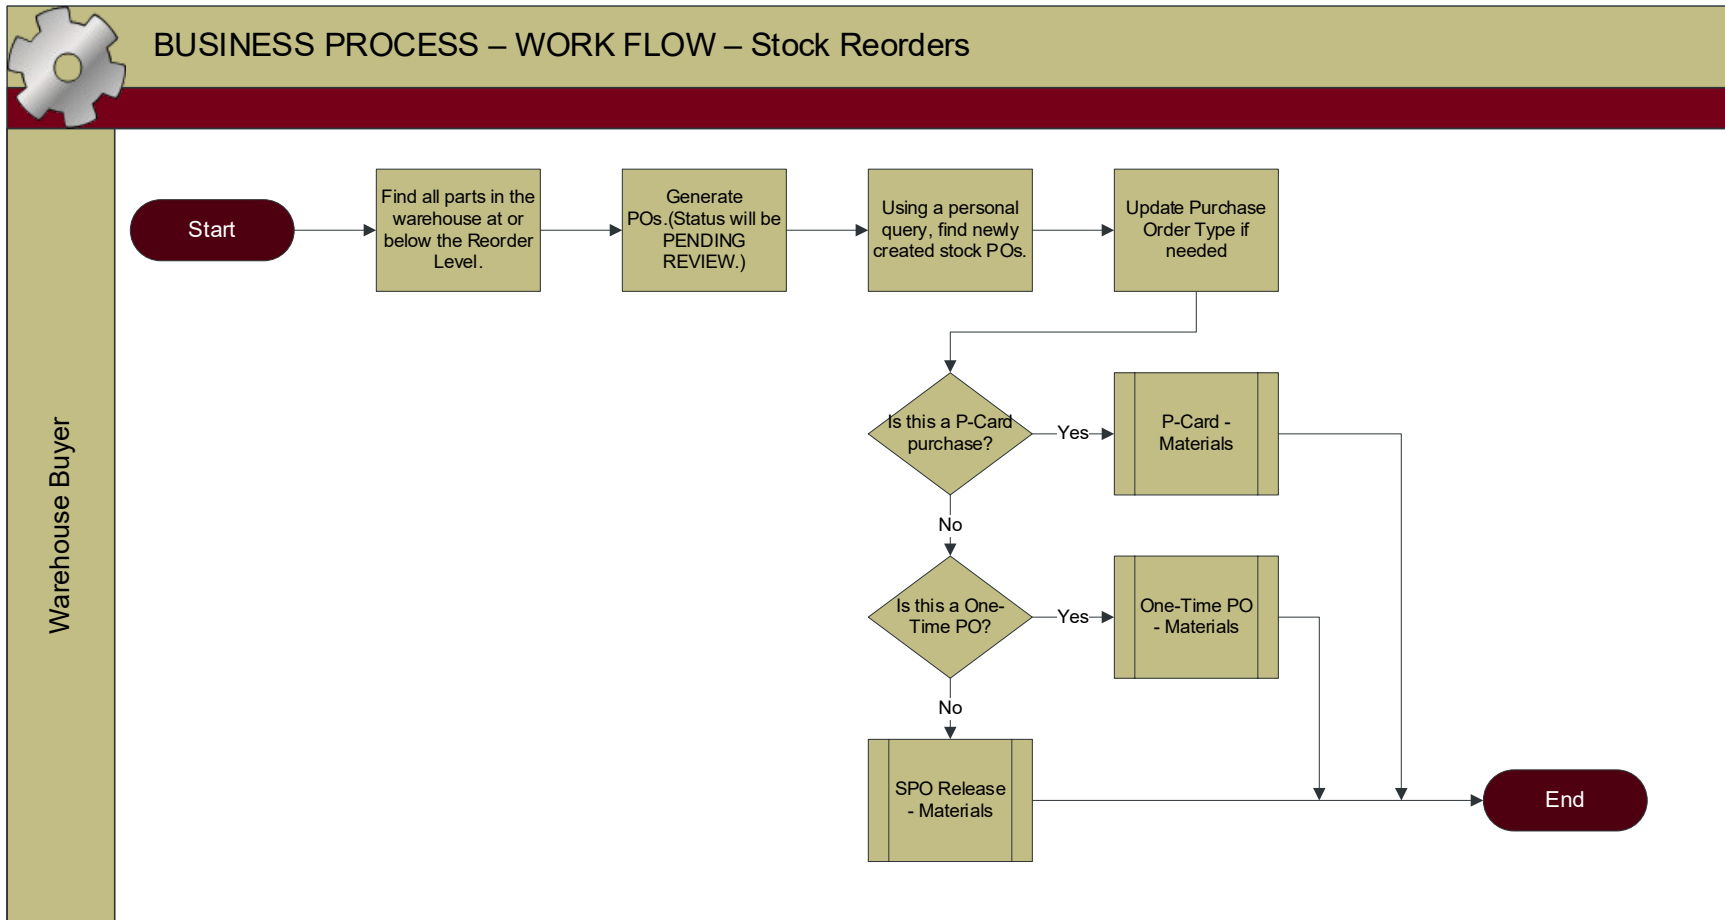 BUSINESS PROCESS – WORK FLOW – Stock Reorders
Warehouse Buyer
Start
Find all parts in the
warehouse at or
below the Reorder
Level.
Generate
POs.(Status will be
PENDING
REVIEW.)
Using a personal
query, find newly
created stock POs.
Update Purchase
Order Type if
needed
Is this a P-Card
purchase?
Yes
P-Card -
Materials
No
Is this a One-
Time PO?
Yes
One-Time PO
- Materials
No
SPO Release
- Materials
End